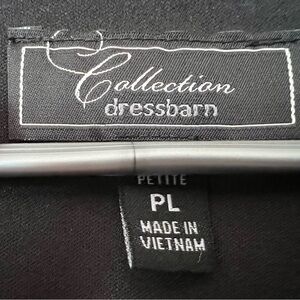 Collection
dressbarn
PETITE
PL
MADE IN
VIETNAM